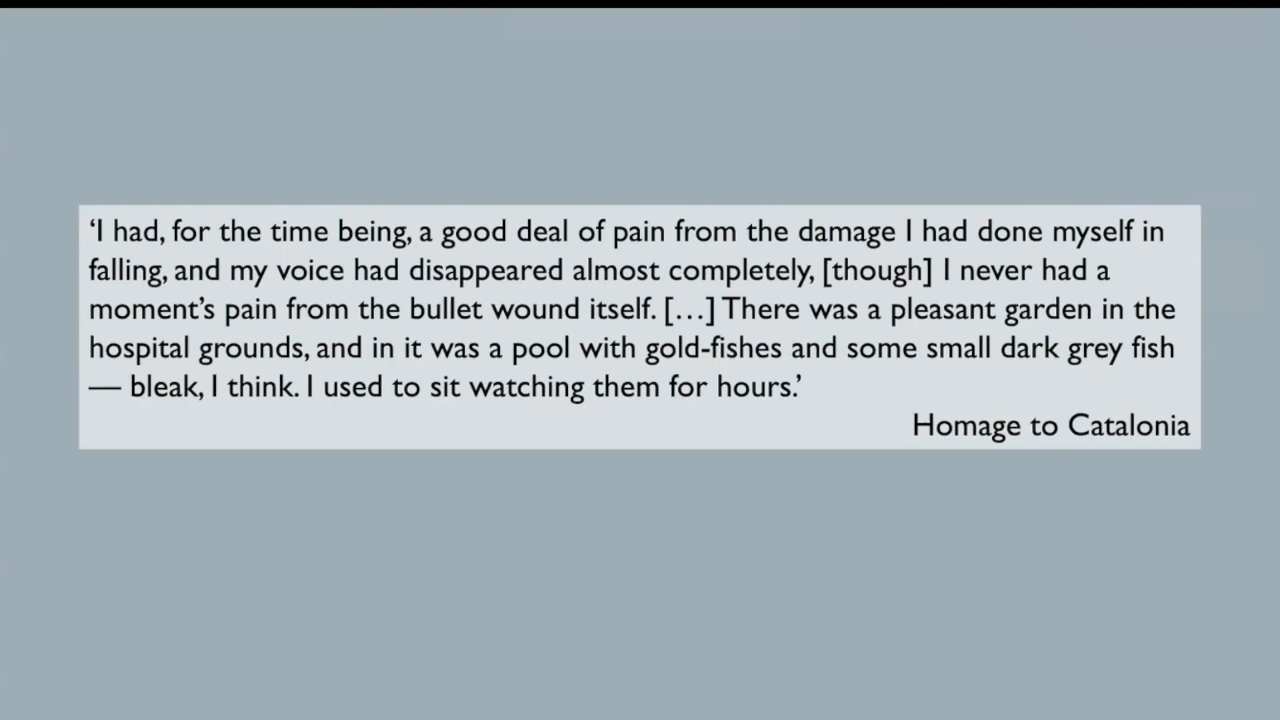 ‘I had, for the time being, a good deal of pain from the damage I had done myself in
falling, and my voice had disappeared almost completely, [though] I never had a
moment’s pain from the bullet wound itself. […] There was a pleasant garden in the
hospital grounds, and in it was a pool with gold-fishes and some small dark grey fish
— bleak, I think. I used to sit watching them for hours.’
Homage to Catalonia